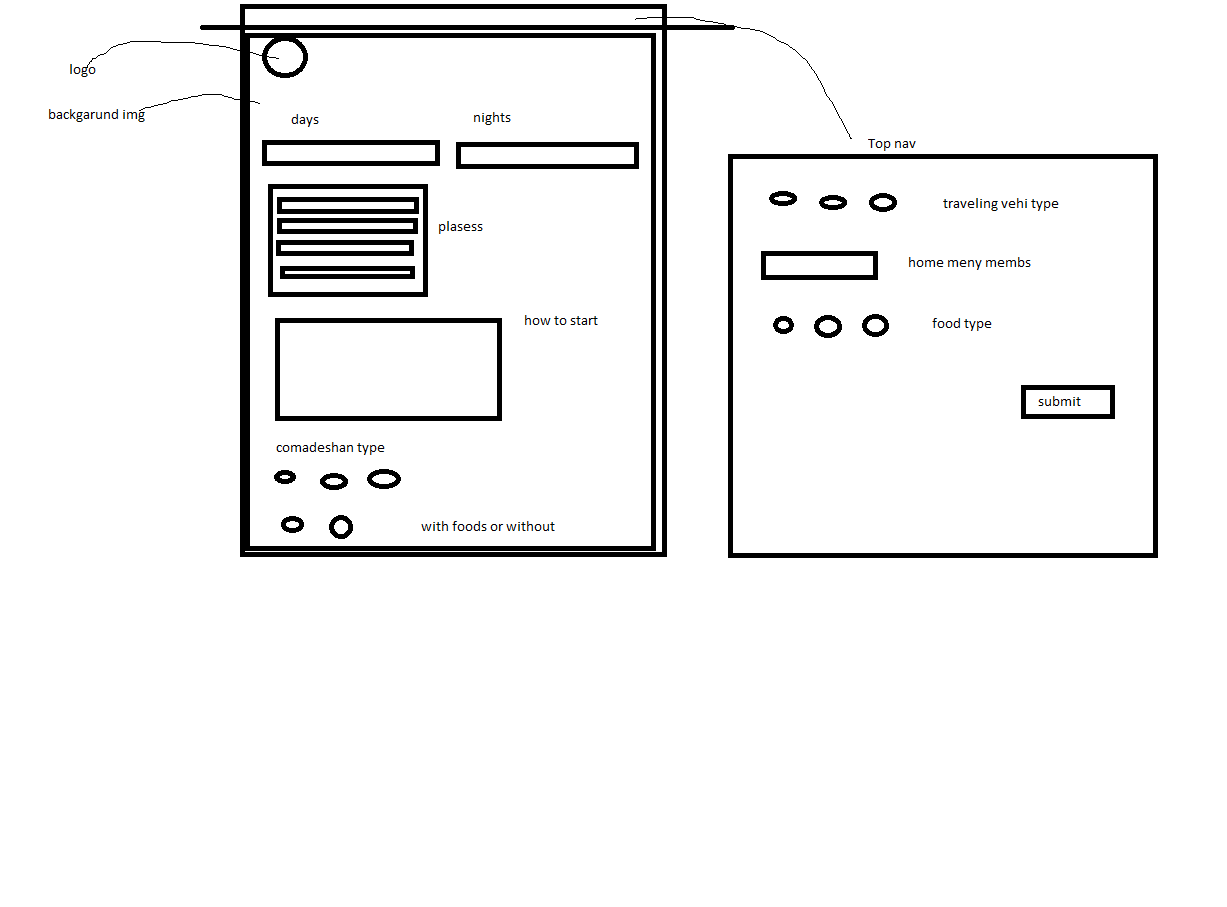 logo
backgarund img
days
nights
plasess
how to start
comadeshan type
with foods or without
Top nav
traveling vehi type
home meny membs
food type
submit